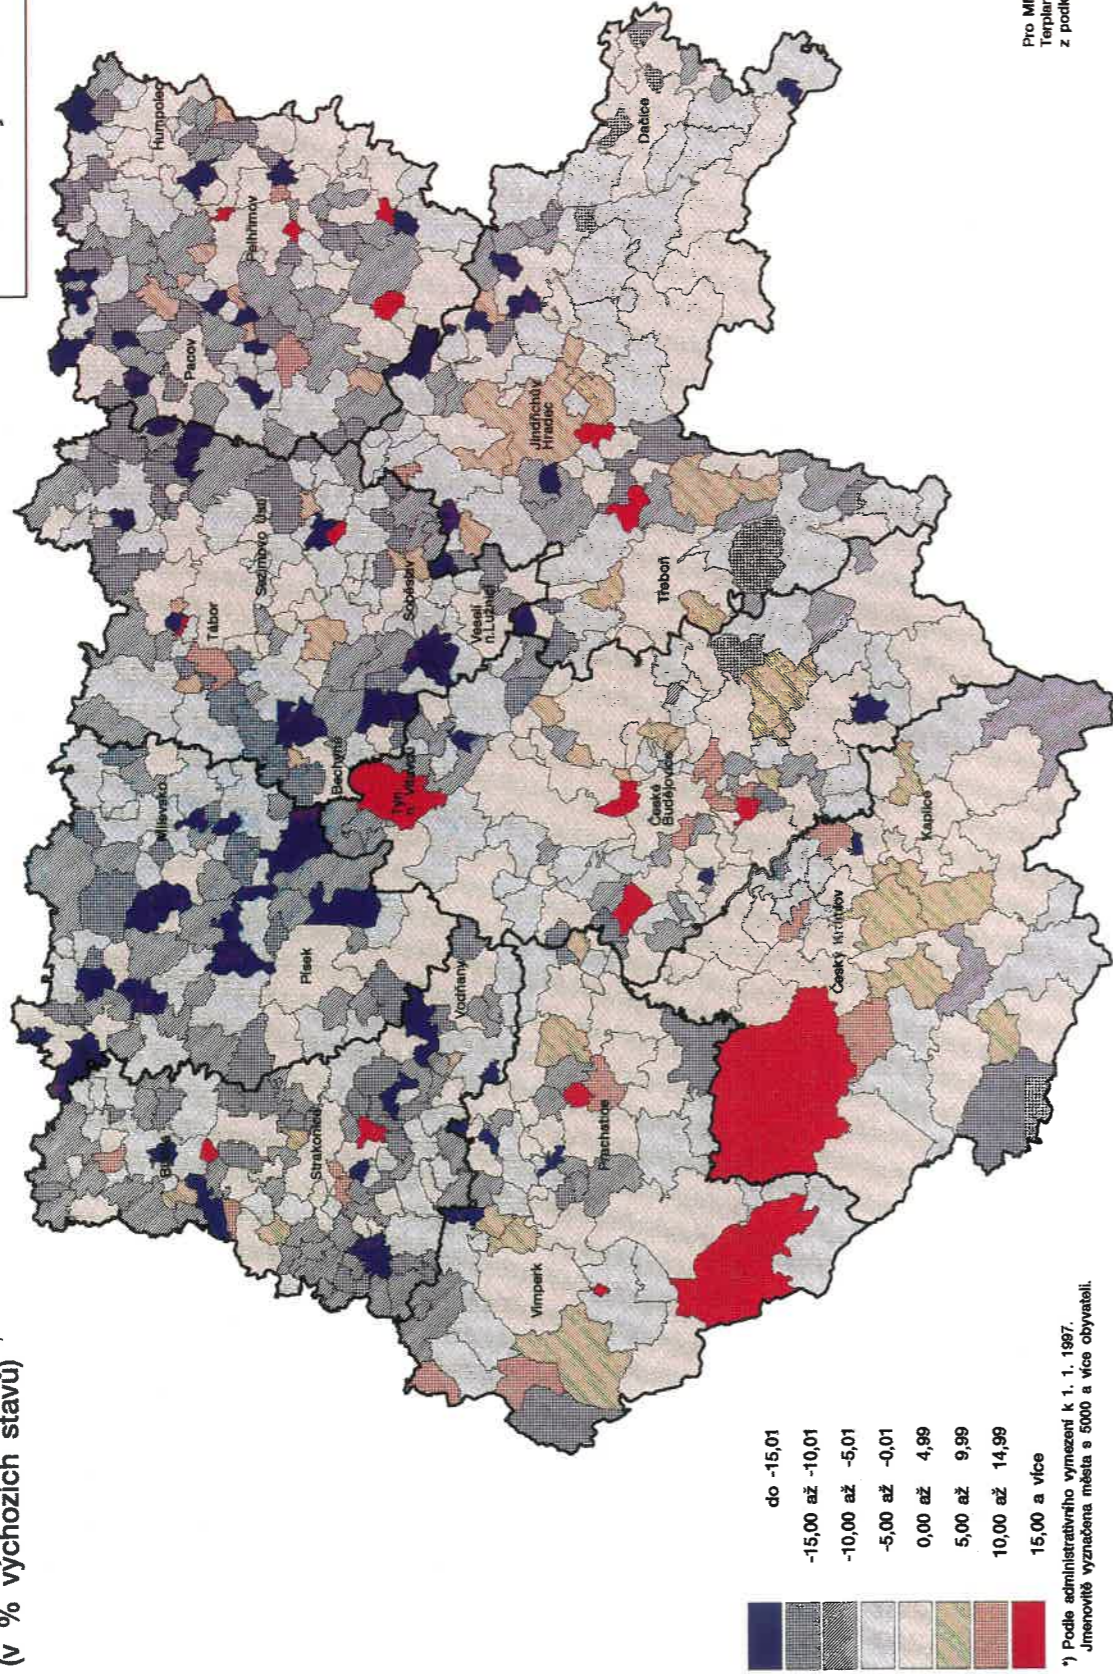 (v % výchozích stavů)
Humpolec
Pelhřimov
Pacov
Dačice
Jindřichův
Hradec
Sezimovo Ústí
Tábor
Soběslav
Veselí
n.Lužnicí
Třeboň
Milevsko
Bechyně
Týn
n. Vltavou
České
Budějovice
Kaplice
Písek
Vodňany
Český Krumlov
Blatná
Strakonice
Prachatice
Vimperk
do -15,01
-15,00 až -10,01
-10,00 až -5,01
-5,00 až -0,01
0,00 až 4,99
5,00 až 9,99
10,00 až 14,99
15,00 a více
*) Podle administrativního vymezení k 1. 1. 1997.
Jmenovitě vyznačena města s 5000 a více obyvateli.
Pro
Terplan
z